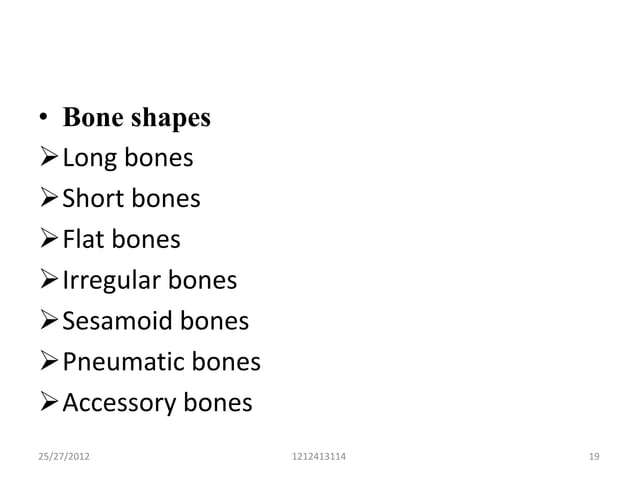 • Bone shapes
➢Long bones
➢Short bones
➢Flat bones
➢Irregular bones
➢Sesamoid bones
➢Pneumatic bones
➢Accessory bones
25/27/2012 1212413114 19